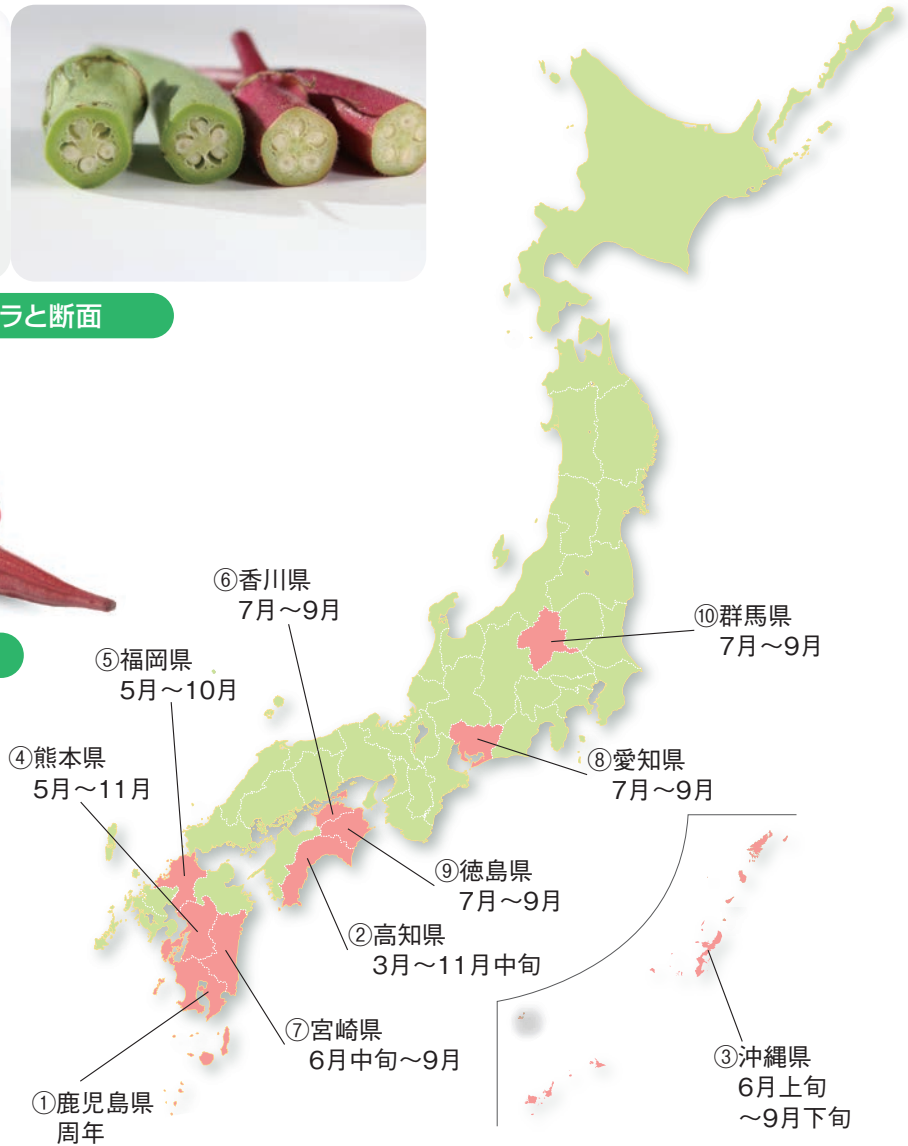 ラと断面
⑥香川県
7月～9月
⑩群馬県
7月～9月
⑤福岡県
5月～10月
④熊本県
5月～11月
⑧愛知県
7月～9月
⑨徳島県
7月～9月
②高知県
3月～11月中旬
⑦宮崎県
6月中旬～9月
③沖縄県
6月上旬
～9月下旬
①鹿児島県
周年